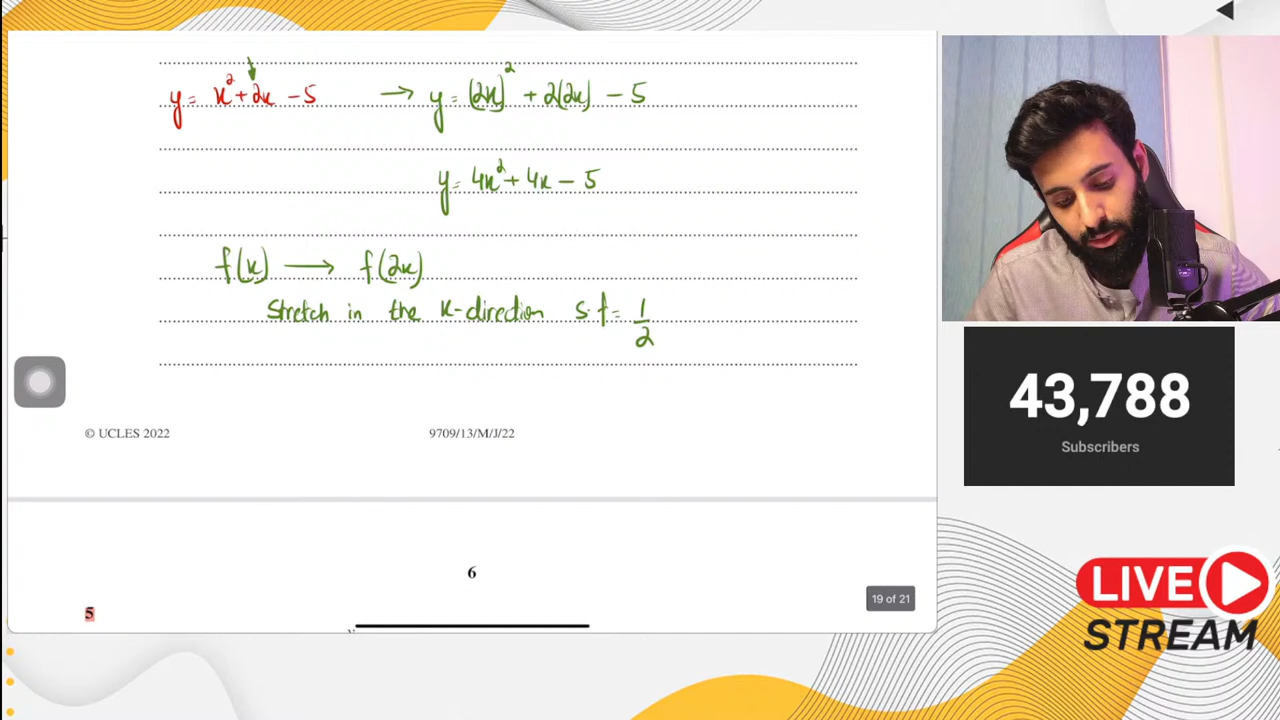 y = x² + 2x - 5 → y = (2x)² + 2(2x) - 5
y = 4x² + 4x - 5
f(x) → f(2x)
Stretch in the x-direction s.f = 1/2
© UCLES 2022 9709/13/M/J/22
6
5
19 of 21
43,788
Subscribers
LIVE
STREAM